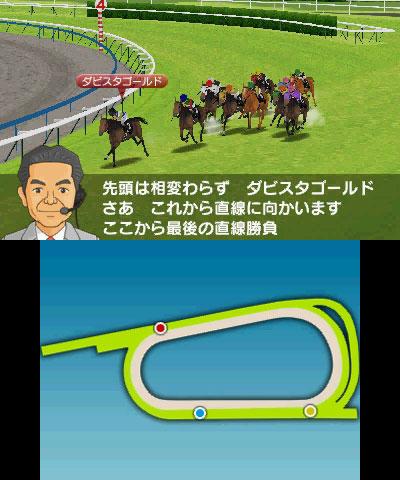 4
ダビスタゴールド
先頭は相変わらず　ダビスタゴールド
さあ　これから直線に向かいます
ここから最後の直線勝負